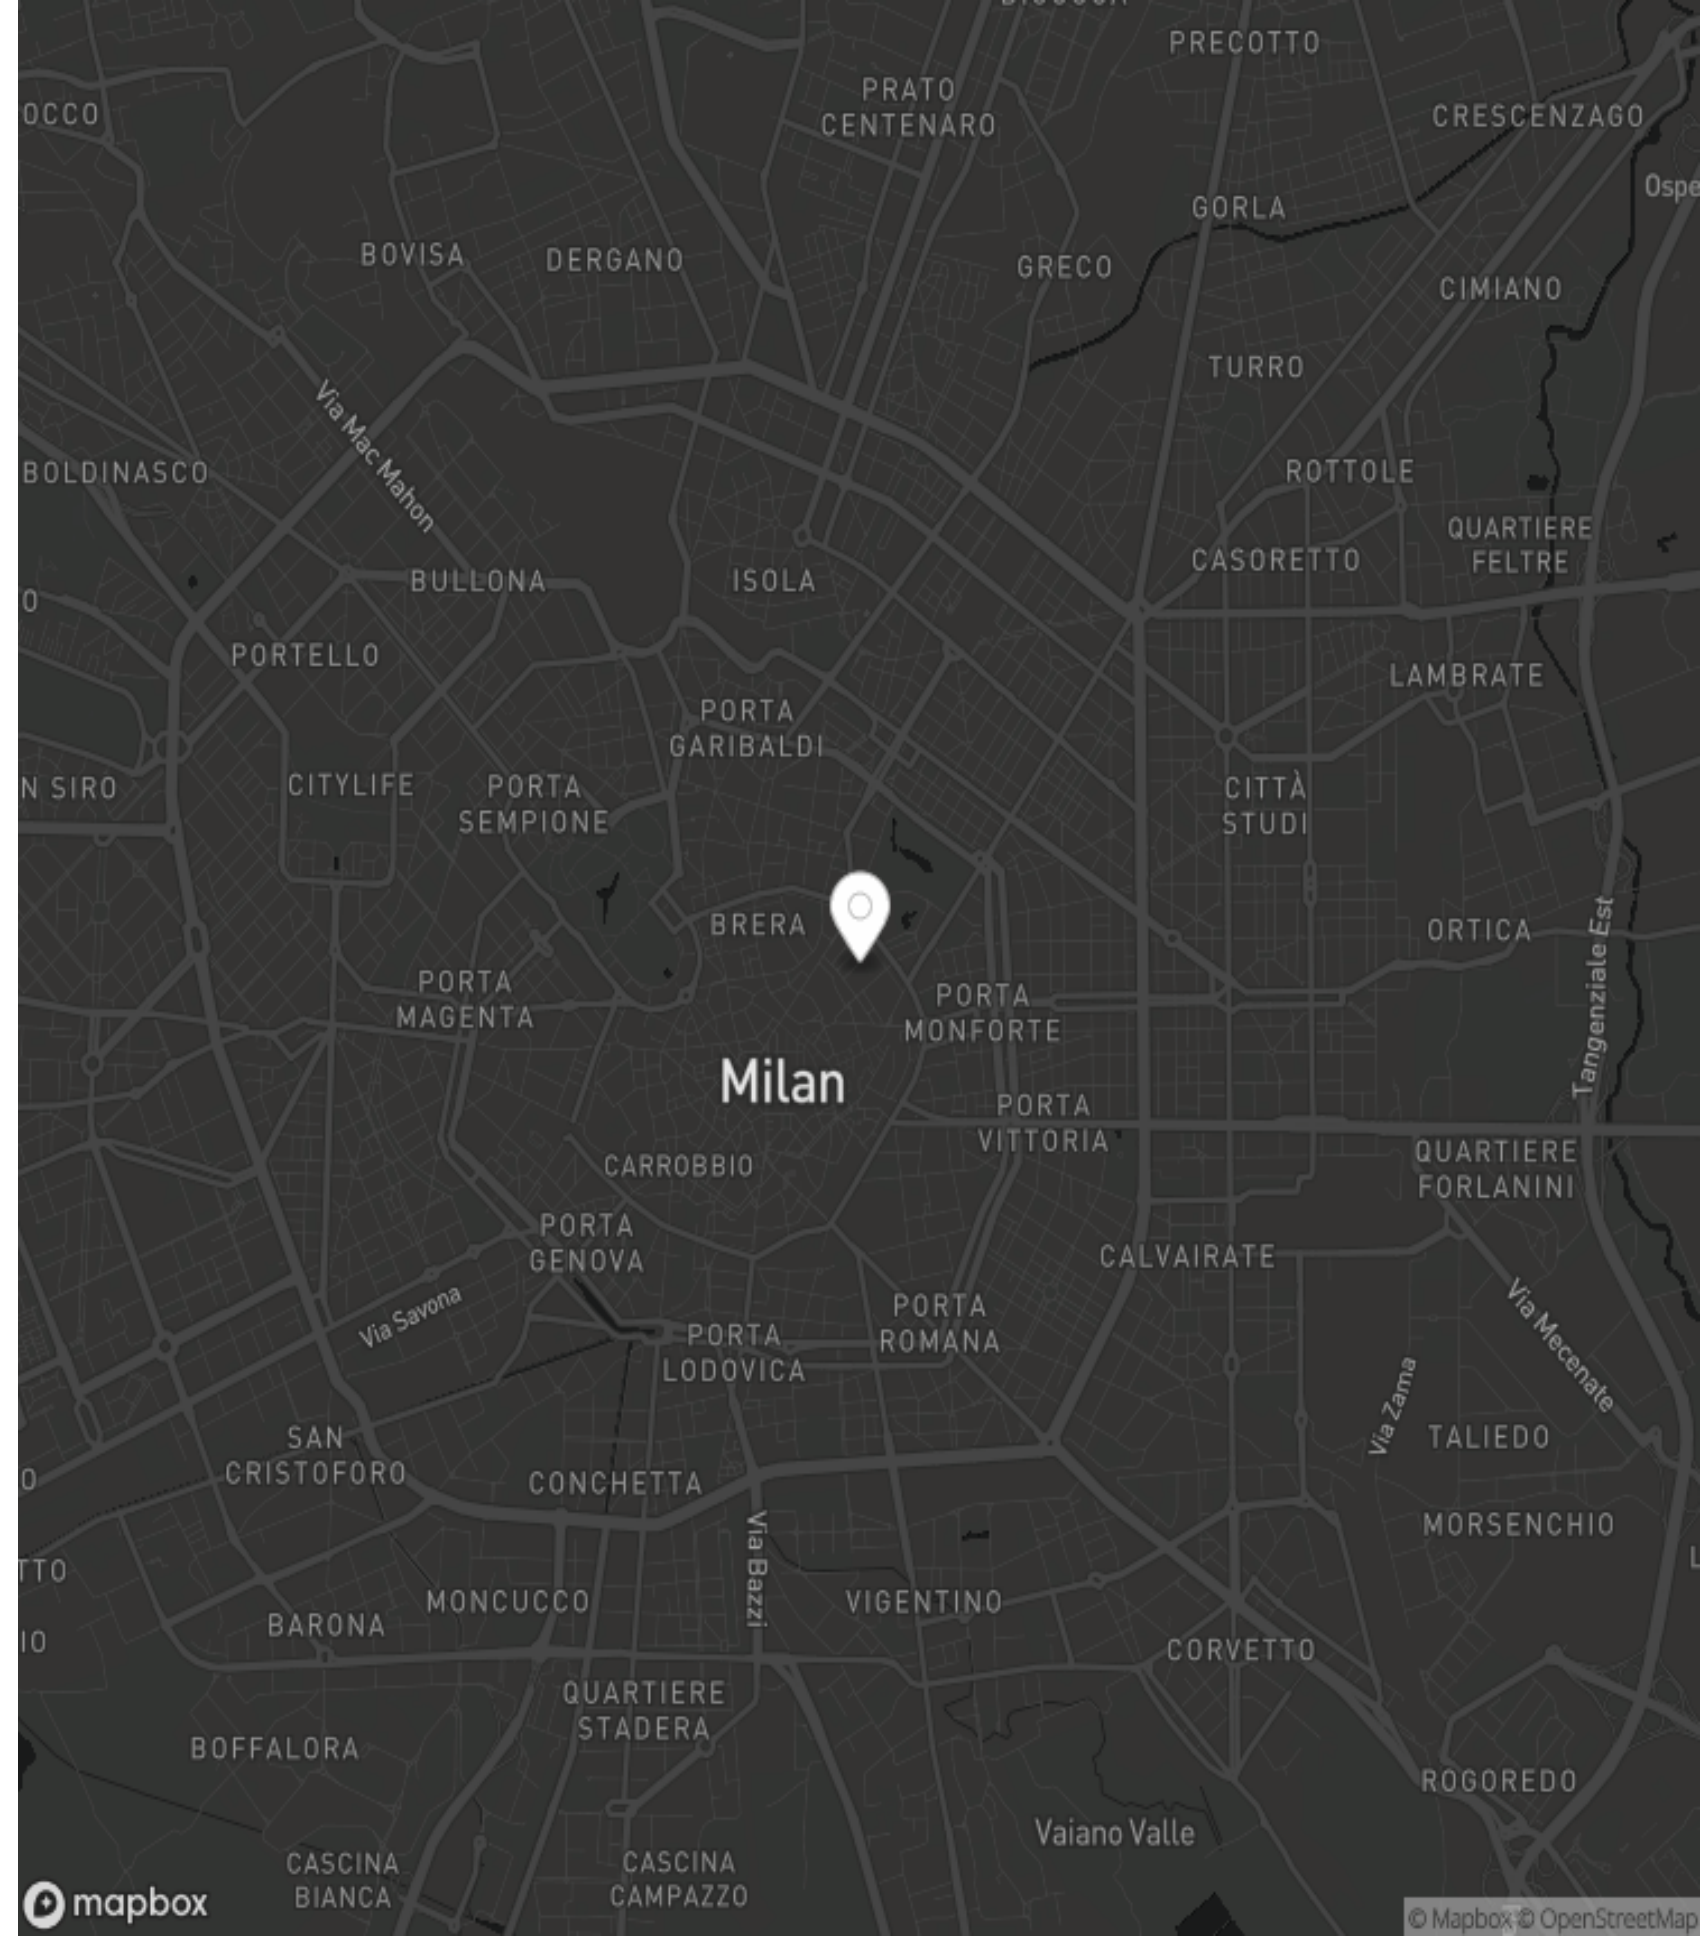 PRECOTTO
PRATO
CENTENARO
OCCO
CRESCENZAGO
Ospe
GORLA
BOVISA
DERGANO
GRECO
CIMIANO
TURRO
Via Mac Mahon
BOLDINASCO
ROTTOLE
QUARTIERE
FELTRE
CASORETTO
BULLONA
ISOLA
O
PORTELLO
LAMBRATE
PORTA
GARIBALDI
N SIRO
CITYLIFE
PORTA
SEMPIONE
CITTÀ
STUDI
BRERA
ORTICA
Tangenziale Est
PORTA
MAGENTA
PORTA
MONFORTE
Milan
PORTA
VITTORIA
CARROBBIO
QUARTIERE
FORLANINI
PORTA
GENOVA
CALVAIRATE
Via Savona
PORTA
ROMANA
Via Mecenate
PORTA
LODOVICA
Via Zama
SAN
CRISTOFORO
TALIEDO
O
CONCHETTA
MORSENCHIO
Via Bazzi
L
TTO
MONCUCCO
VIGENTINO
BARONA
IO
CORVETTO
QUARTIERE
STADERA
BOFFALORA
ROGOREDO
Vaiano Valle
CASCINA
BIANCA
CASCINA
CAMPAZZO
mapbox
© Mapbox © OpenStreetMap